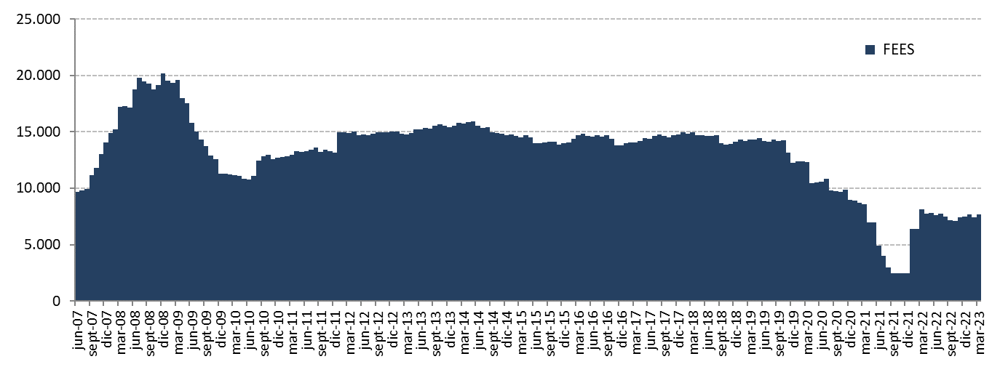 25.000
FEES
20.000
15.000
10.000
5.000
0
jun-07
sept-07
dic-07
mar-08
jun-08
sept-08
dic-08
mar-09
jun-09
sept-09
dic-09
mar-10
jun-10
sept-10
dic-10
mar-11
jun-11
sept-11
dic-11
mar-12
jun-12
sept-12
dic-12
mar-13
jun-13
sept-13
dic-13
mar-14
jun-14
sept-14
dic-14
mar-15
jun-15
sept-15
dic-15
mar-16
jun-16
sept-16
dic-16
mar-17
jun-17
sept-17
dic-17
mar-18
jun-18
sept-18
dic-18
mar-19
jun-19
sept-19
dic-19
mar-20
jun-20
sept-20
dic-20
mar-21
jun-21
sept-21
dic-21
mar-22
jun-22
sept-22
dic-22
mar-23